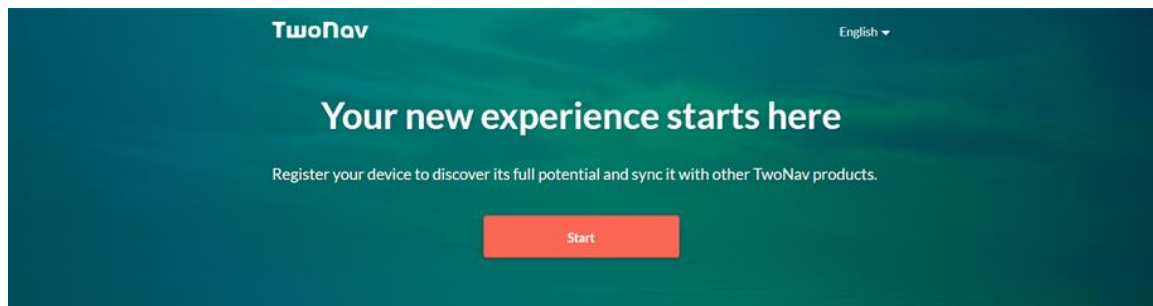 TwoNav
English
Your new experience starts here
Register your device to discover its full potential and sync it with other TwoNav products.
Start